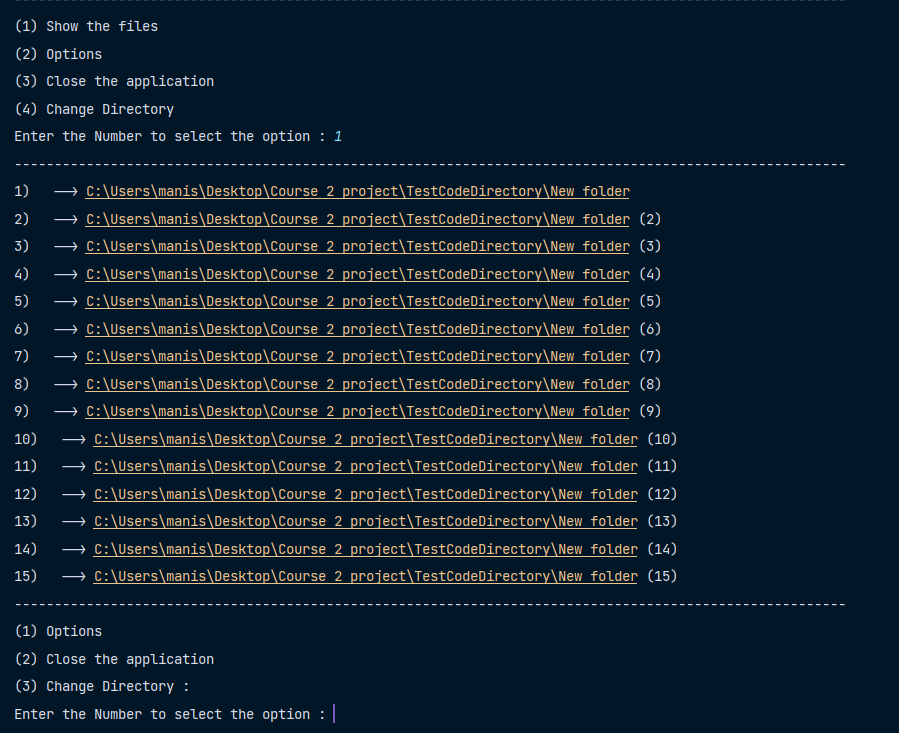 -------------------------------------------------------------------------------------------------------
(1) Show the files
(2) Options
(3) Close the application
(4) Change Directory
Enter the Number to select the option : 1
--------------------------------------------------------------------------------------------------------
1)   ⟶ C:\Users\manis\Desktop\Course 2 project\TestCodeDirectory\New folder
2)   ⟶ C:\Users\manis\Desktop\Course 2 project\TestCodeDirectory\New folder (2)
3)   ⟶ C:\Users\manis\Desktop\Course 2 project\TestCodeDirectory\New folder (3)
4)   ⟶ C:\Users\manis\Desktop\Course 2 project\TestCodeDirectory\New folder (4)
5)   ⟶ C:\Users\manis\Desktop\Course 2 project\TestCodeDirectory\New folder (5)
6)   ⟶ C:\Users\manis\Desktop\Course 2 project\TestCodeDirectory\New folder (6)
7)   ⟶ C:\Users\manis\Desktop\Course 2 project\TestCodeDirectory\New folder (7)
8)   ⟶ C:\Users\manis\Desktop\Course 2 project\TestCodeDirectory\New folder (8)
9)   ⟶ C:\Users\manis\Desktop\Course 2 project\TestCodeDirectory\New folder (9)
10)   ⟶ C:\Users\manis\Desktop\Course 2 project\TestCodeDirectory\New folder (10)
11)   ⟶ C:\Users\manis\Desktop\Course 2 project\TestCodeDirectory\New folder (11)
12)   ⟶ C:\Users\manis\Desktop\Course 2 project\TestCodeDirectory\New folder (12)
13)   ⟶ C:\Users\manis\Desktop\Course 2 project\TestCodeDirectory\New folder (13)
14)   ⟶ C:\Users\manis\Desktop\Course 2 project\TestCodeDirectory\New folder (14)
15)   ⟶ C:\Users\manis\Desktop\Course 2 project\TestCodeDirectory\New folder (15)
--------------------------------------------------------------------------------------------------------
(1) Options
(2) Close the application
(3) Change Directory :
Enter the Number to select the option :